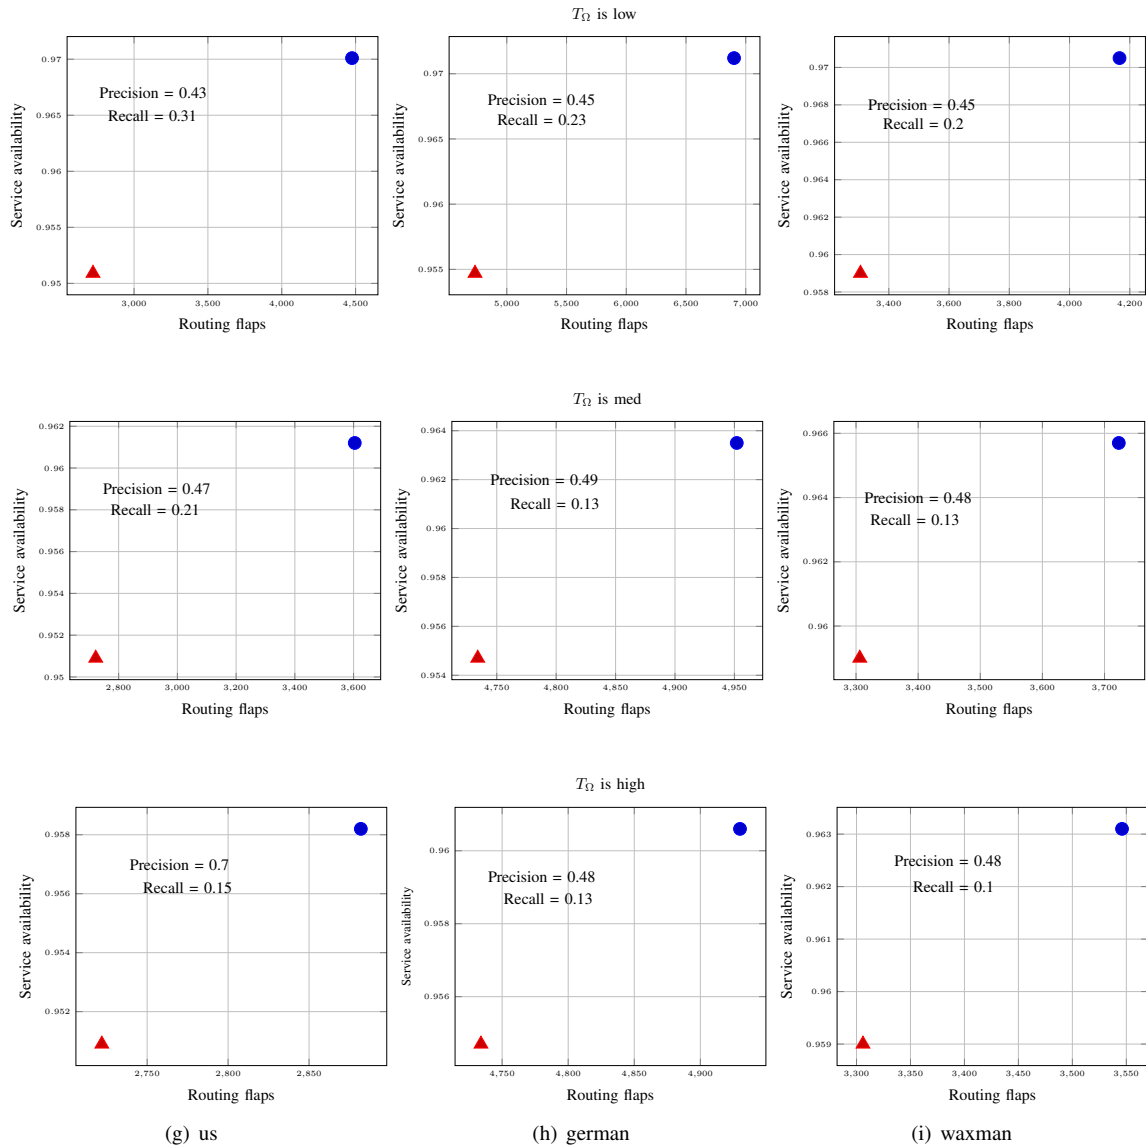 T_Ω is low
0.97
0.965
0.96
0.955
0.95
Service availability
Precision = 0.43
Recall = 0.31
3,000 3,500 4,000 4,500
Routing flaps
0.97
0.965
0.96
0.955
Service availability
Precision = 0.45
Recall = 0.23
5,000 5,500 6,000 6,500 7,000
Routing flaps
0.97
0.968
0.966
0.964
0.962
0.96
0.958
Service availability
Precision = 0.45
Recall = 0.2
3,400 3,600 3,800 4,000 4,200
Routing flaps
T_Ω is med
0.962
0.96
0.958
0.956
0.954
0.952
0.95
Service availability
Precision = 0.47
Recall = 0.21
2,800 3,000 3,200 3,400 3,600
Routing flaps
0.964
0.962
0.96
0.958
0.956
0.954
Service availability
Precision = 0.49
Recall = 0.13
4,750 4,800 4,850 4,900 4,950
Routing flaps
0.966
0.964
0.962
0.96
Service availability
Precision = 0.48
Recall = 0.13
3,300 3,400 3,500 3,600 3,700
Routing flaps
T_Ω is high
0.958
0.956
0.954
0.952
Service availability
Precision = 0.7
Recall = 0.15
2,750 2,800 2,850
Routing flaps
0.96
0.958
0.956
Service availability
Precision = 0.48
Recall = 0.13
4,750 4,800 4,850 4,900
Routing flaps
0.963
0.962
0.961
0.96
0.959
Service availability
Precision = 0.48
Recall = 0.1
3,300 3,350 3,400 3,450 3,500 3,550
Routing flaps
(g) us
(h) german
(i) waxman